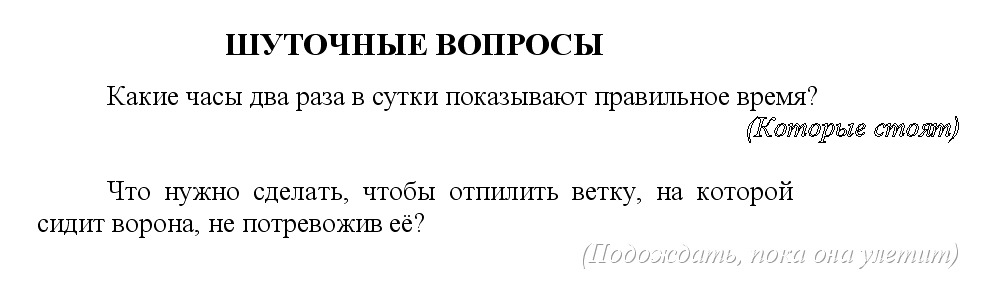 ШУТОЧНЫЕ ВОПРОСЫ
Какие часы два раза в сутки показывают правильное время?
(Которые стоят)
Что нужно сделать, чтобы отпилить ветку, на которой
сидит ворона, не потревожив её?
(Подождать, пока она улетит)